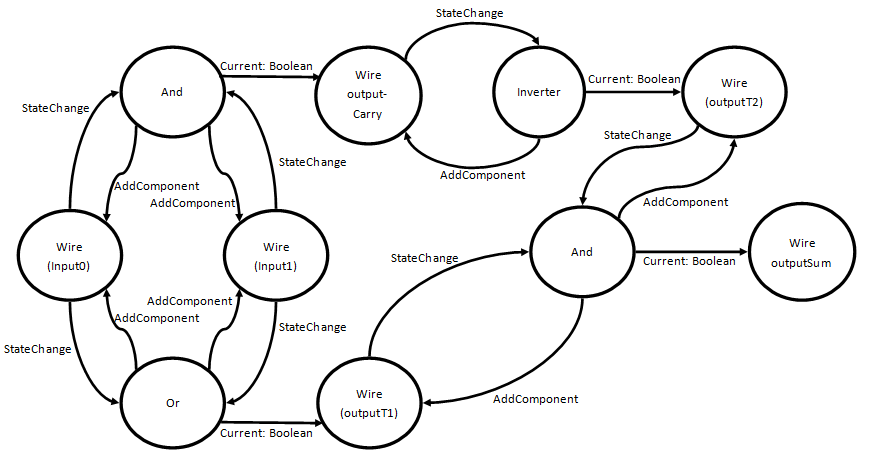 StateChange
And
Current: Boolean
Wire
output-
Carry
Inverter
Current: Boolean
Wire
(outputT2)
StateChange
StateChange
StateChange
AddComponent
AddComponent
AddComponent
AddComponent
Wire
(Input0)
Wire
(Input1)
StateChange
And
Current: Boolean
Wire
outputSum
AddComponent
AddComponent
StateChange
StateChange
Or
Current: Boolean
Wire
(outputT1)
AddComponent